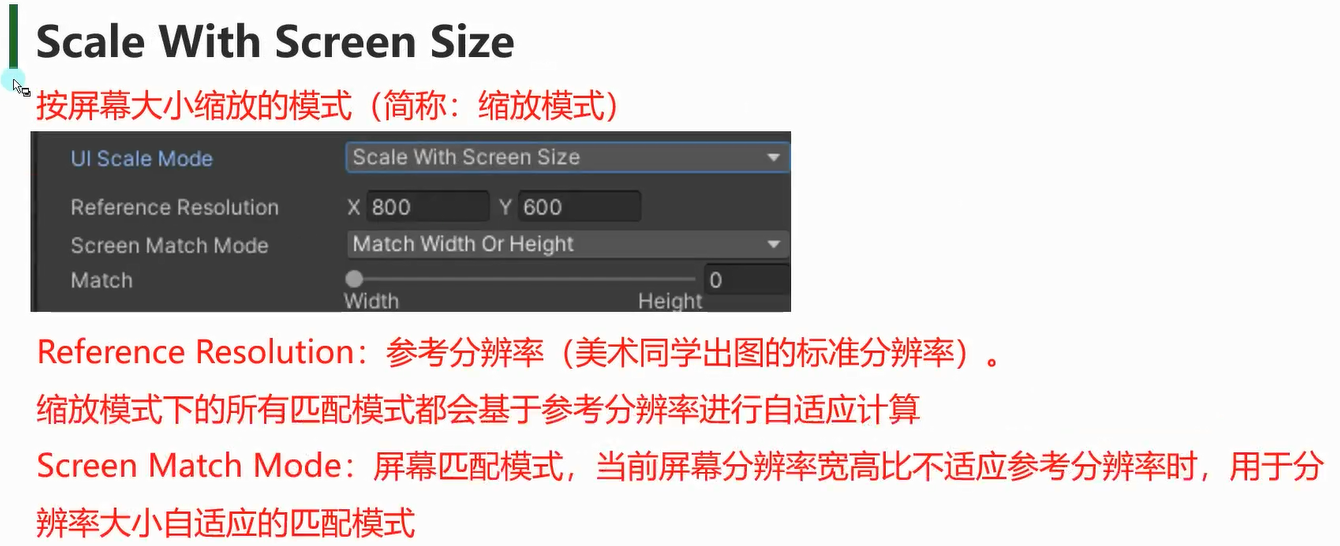 Scale With Screen Size
按屏幕大小缩放的模式（简称：缩放模式）
UI Scale Mode Scale With Screen Size
Reference Resolution X 800 Y 600
Screen Match Mode Match Width Or Height
Match 0
Width Height
Reference Resolution：参考分辨率（美术同学出图的标准分辨率）。
缩放模式下的所有匹配模式都会基于参考分辨率进行自适应计算
Screen Match Mode：屏幕匹配模式，当前屏幕分辨率宽高比不适应参考分辨率时，用于分
辨率大小自适应的匹配模式